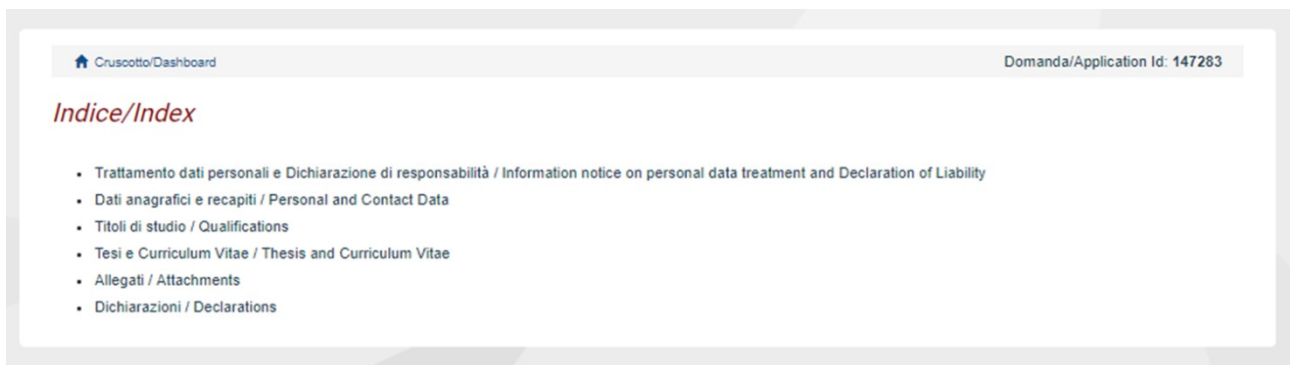 Cruscotto/Dashboard
Domanda/Application Id: 147283
Indice/Index
Trattamento dati personali e Dichiarazione di responsabilità / Information notice on personal data treatment and Declaration of Liability
Dati anagrafici e recapiti / Personal and Contact Data
Titoli di studio / Qualifications
Tesi e Curriculum Vitae / Thesis and Curriculum Vitae
Allegati / Attachments
Dichiarazioni / Declarations